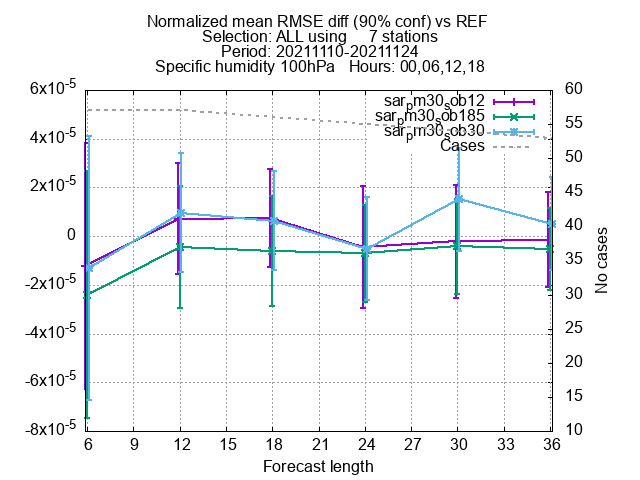 Normalized mean RMSE diff (90% conf) vs REF
Selection: ALL using 7 stations
Period: 20211110-20211124
Specific humidity 100hPa Hours: 00,06,12,18
6x10-5
4x10-5
2x10-5
0
-2x10-5
-4x10-5
-6x10-5
-8x10-5
sarpm30sob12
sarpm30sob185
sarpm30sob30
Cases
60
55
50
45
40
35
30
25
20
15
10
No cases
6 9 12 15 18 21 24 27 30 33 36
Forecast length